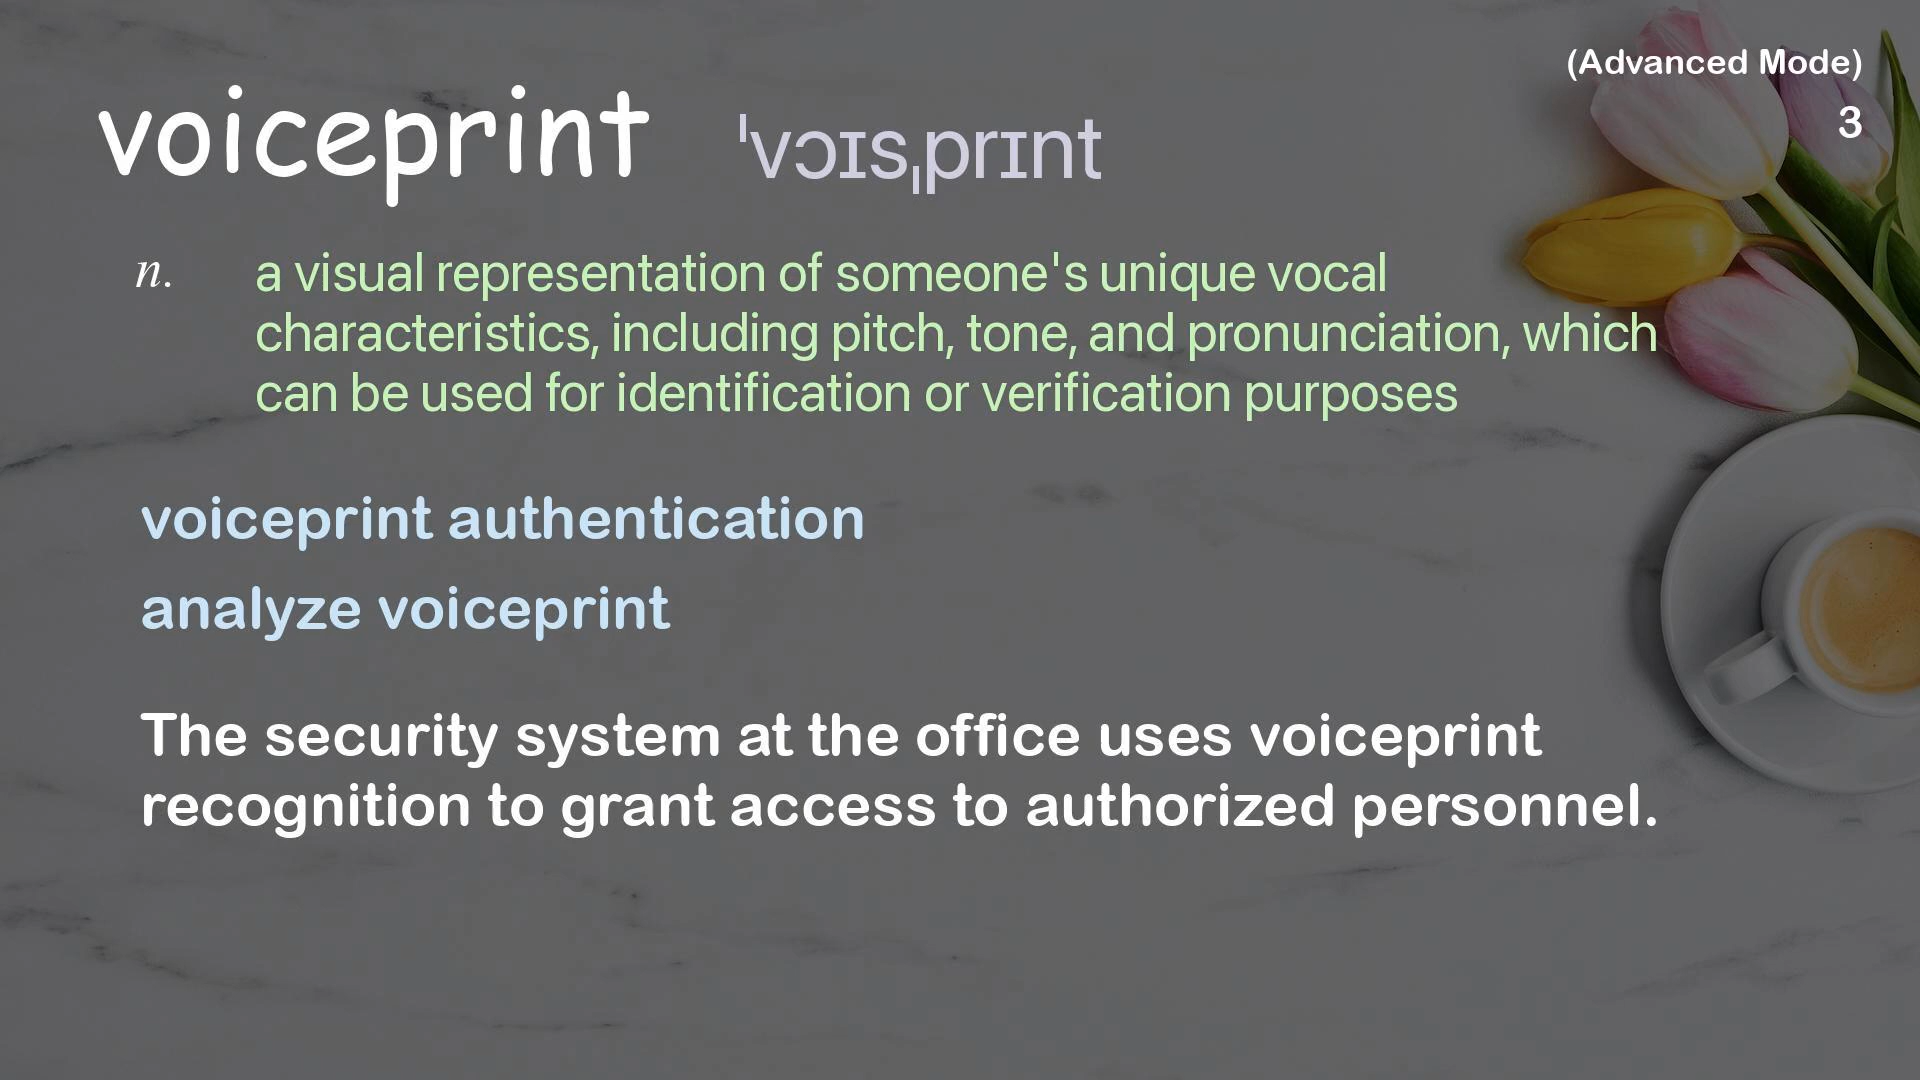 (Advanced Mode)
3
voiceprint ˈvɔɪsˌprɪnt
n. a visual representation of someone's unique vocal
characteristics, including pitch, tone, and pronunciation, which
can be used for identification or verification purposes
voiceprint authentication
analyze voiceprint
The security system at the office uses voiceprint
recognition to grant access to authorized personnel.